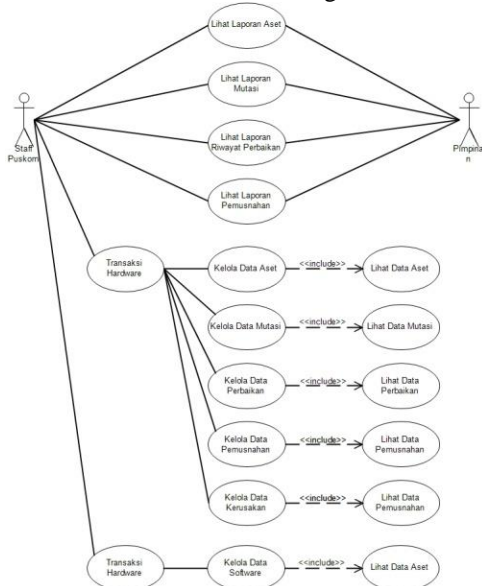 Lihat Laporan Aset
Lihat Laporan
Mutasi
Lihat Laporan
Riwayat Perbaikan
Lihat Laporan
Pemusnahan
Staff
Puskom
Pimpina
n
Transaksi
Hardware
Kelola Data Aset
<<include>>
Lihat Data Aset
Kelola Data Mutasi
<<include>>
Lihat Data Mutasi
Kelola Data
Perbaikan
<<include>>
Lihat Data
Perbaikan
Kelola Data
Pemusnahan
<<include>>
Lihat Data
Pemusnahan
Kelola Data
Kerusakan
<<include>>
Lihat Data
Pemusnahan
Transaksi
Hardware
Kelola Data
Software
<<include>>
Lihat Data Aset